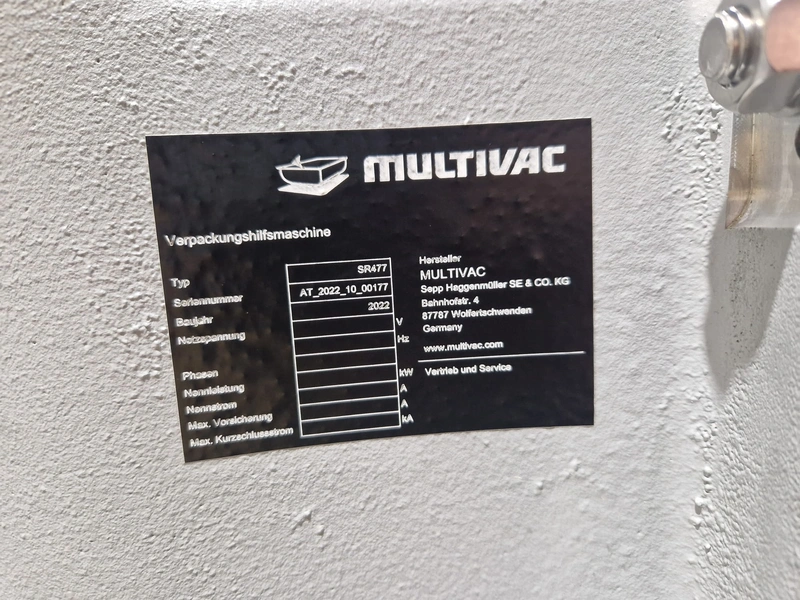 MULTIVAC
Verpackungshilfsmaschine
Typ SR477
Seriennummer AT_2022_10_00177
Baujahr 2022
Netzspannung V
Hz
Phasen
Nennleistung kW
Nennstrom A
Max. Vorsicherung A
Max. Kurzschlussstrom kA
Hersteller
MULTIVAC
Sepp Haggenmüller SE & CO. KG
Bahnhofstr. 4
87787 Wolfertschwenden
Germany
www.multivac.com
Vertrieb und Service